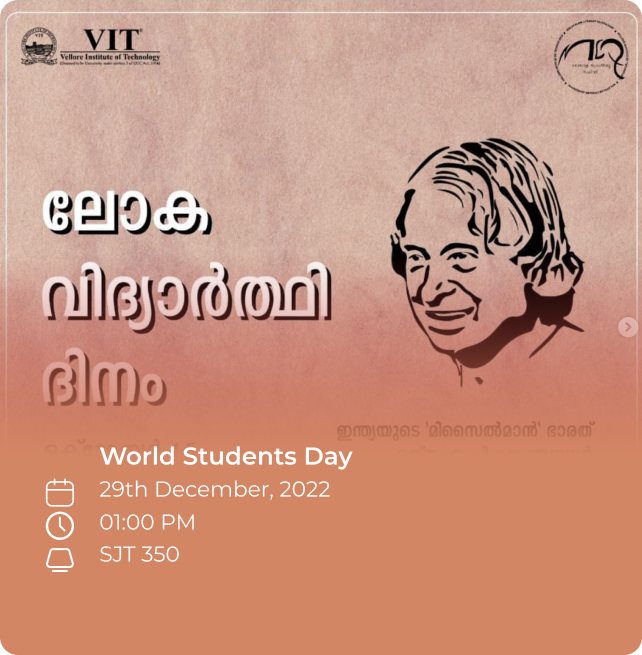 VIT
Vellore Institute of Technology
ലോക
വിദ്യാർത്ഥി
ദിനം
ഇന്ത്യയുടെ 'മിസൈൽമാൻ' ഭാരത്
World Students Day
29th December, 2022
01:00 PM
SJT 350